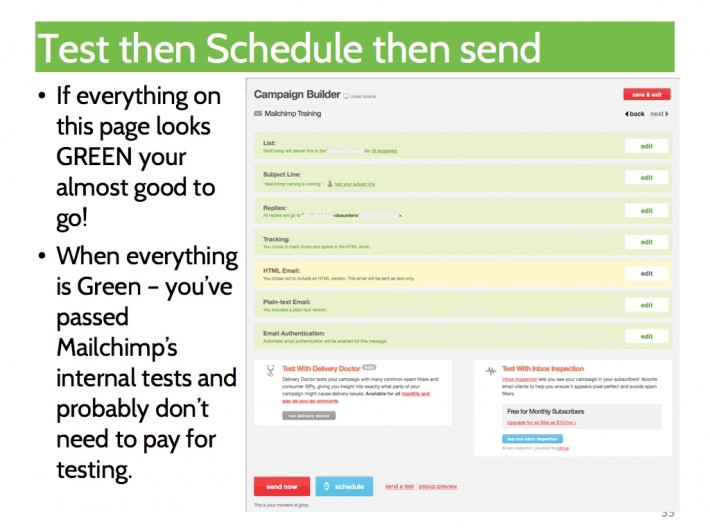 Test then Schedule then send
• If everything on
this page looks
GREEN your
almost good to
go!
• When everything
is Green – you've
passed
Mailchimp's
internal tests and
probably don't
need to pay for
testing.
Campaign Builder video tutorial
save & exit
Mailchimp Training
back next
List:
MailChimp will deliver this to the list. (8 recipients)
edit
Subject Line:
"Mailchimp traning is coming" test your subject line
edit
Replies:
All replies will go to <dsaunders >.
edit
Tracking:
You chose to track clicks and opens in the HTML email.
edit
HTML Email:
You chose not to include an HTML version. This email will be sent as text-only.
edit
Plain-text Email:
You included a plain-text version.
edit
Email Authentication:
Automatic email authentication will be enabled for this message.
edit
Test With Delivery Doctor beta
Delivery Doctor tests your campaign with many common spam filters and
consumer ISPs, giving you insight into exactly what parts of your
campaign might cause delivery issues. Available for all monthly and
pay-as-you-go accounts.
run delivery doctor
Test With Inbox Inspection
Inbox Inspection lets you see your campaign in your subscribers' favorite
email clients to help you ensure it appears pixel perfect and avoids spam
filters.
Free for Monthly Subscribers
Upgrade for as little as $10/mo »
buy one inbox inspection
$3 per inspection, powered by Litmus
send now
schedule
send a test popup preview
This is your moment of glory.
35